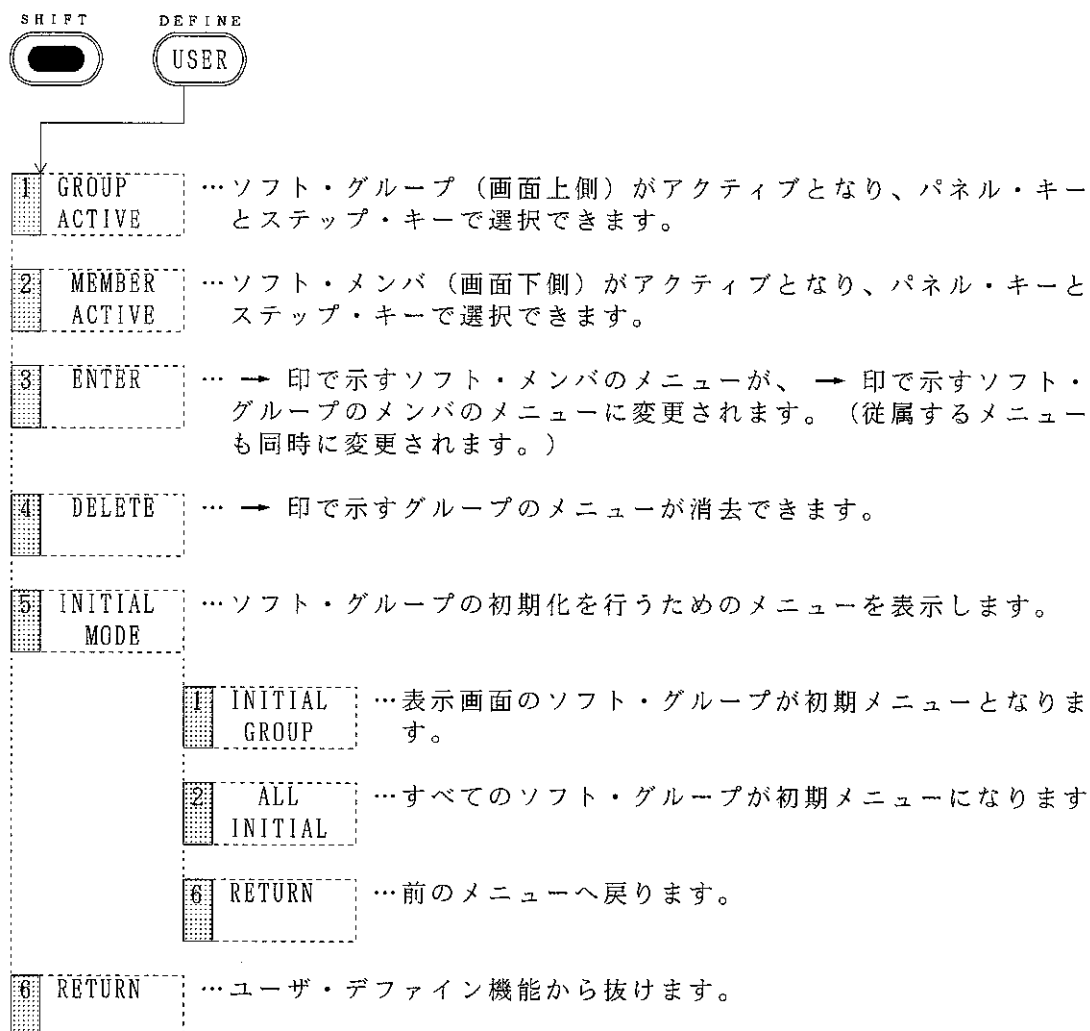 SHIFT DEFINE
USER
1 GROUP …ソフト・グループ（画面上側）がアクティブとなり、パネル・キー
ACTIVE とステップ・キーで選択できます。
2 MEMBER …ソフト・メンバ（画面下側）がアクティブとなり、パネル・キーと
ACTIVE ステップ・キーで選択できます。
3 ENTER … → 印で示すソフト・メンバのメニューが、 → 印で示すソフト・
グループのメンバのメニューに変更されます。（従属するメニュー
も同時に変更されます。）
4 DELETE … → 印で示すグループのメニューが消去できます。
5 INITIAL …ソフト・グループの初期化を行うためのメニューを表示します。
MODE
1 INITIAL …表示画面のソフト・グループが初期メニューとなりま
GROUP す。
2 ALL …すべてのソフト・グループが初期メニューになります
INITIAL
6 RETURN …前のメニューへ戻ります。
6 RETURN …ユーザ・デファイン機能から抜けます。